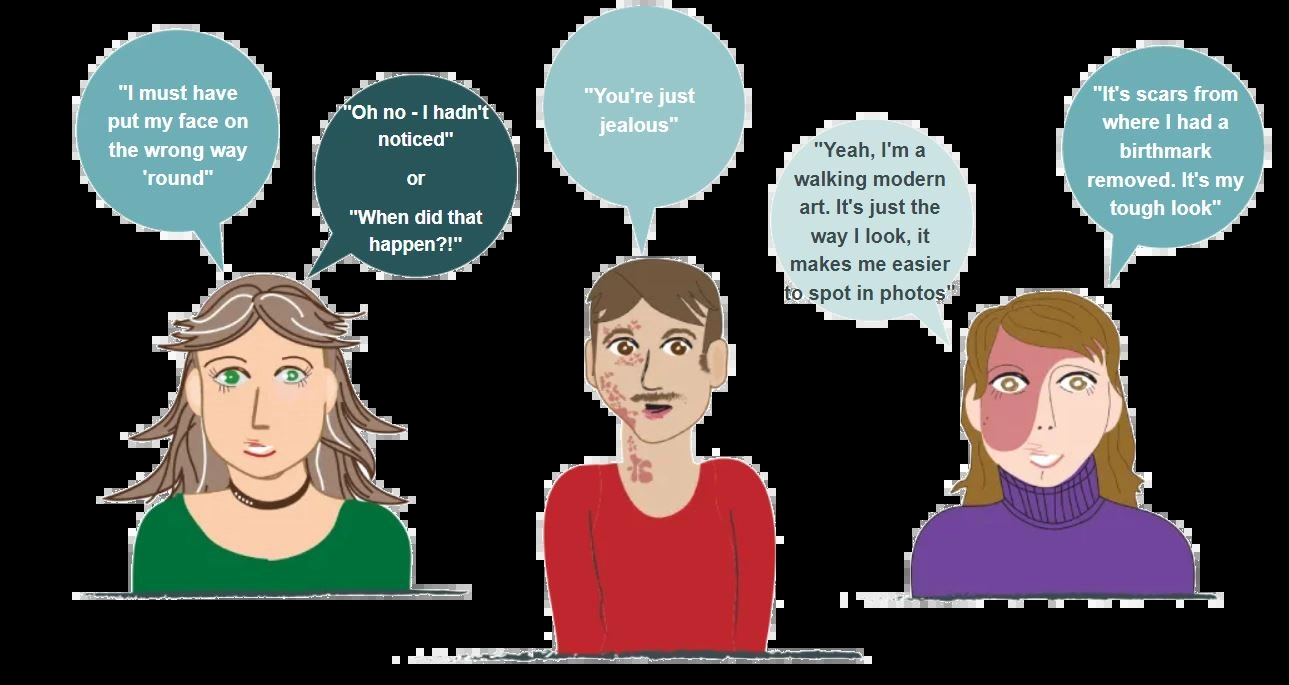 "I must have
put my face on
the wrong way
'round"
"Oh no - I hadn't
noticed"
or
"When did that
happen?!"
"You're just
jealous"
"Yeah, I'm a
walking modern
art. It's just the
way I look, it
makes me easier
to spot in photos"
"It's scars from
where I had a
birthmark
removed. It's my
tough look"